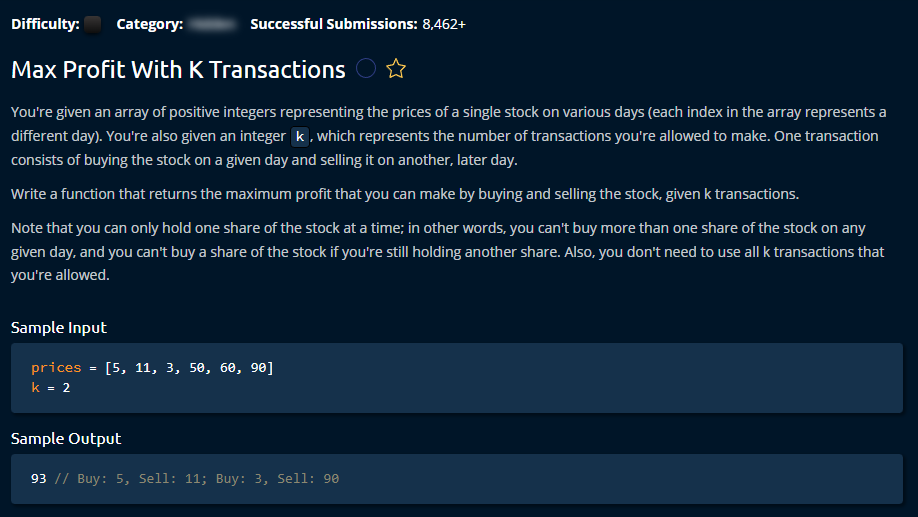 Difficulty: Category: Successful Submissions: 8,462+
Max Profit With K Transactions
You're given an array of positive integers representing the prices of a single stock on various days (each index in the array represents a
different day). You're also given an integer k, which represents the number of transactions you're allowed to make. One transaction
consists of buying the stock on a given day and selling it on another, later day.
Write a function that returns the maximum profit that you can make by buying and selling the stock, given k transactions.
Note that you can only hold one share of the stock at a time; in other words, you can't buy more than one share of the stock on any
given day, and you can't buy a share of the stock if you're still holding another share. Also, you don't need to use all k transactions that
you're allowed.
Sample Input
prices = [5, 11, 3, 50, 60, 90]
k = 2
Sample Output
93 // Buy: 5, Sell: 11; Buy: 3, Sell: 90